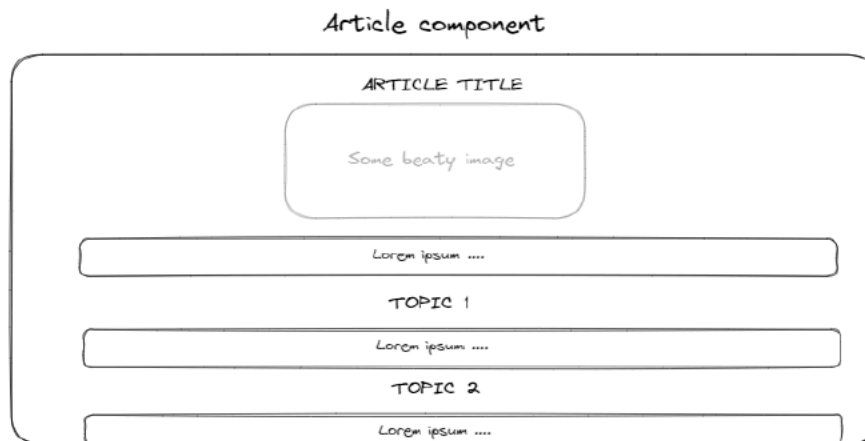 Article component
ARTICLE TITLE
Some beaty image
Lorem ipsum ....
TOPIC 1
Lorem ipsum ....
TOPIC 2
Lorem ipsum ....